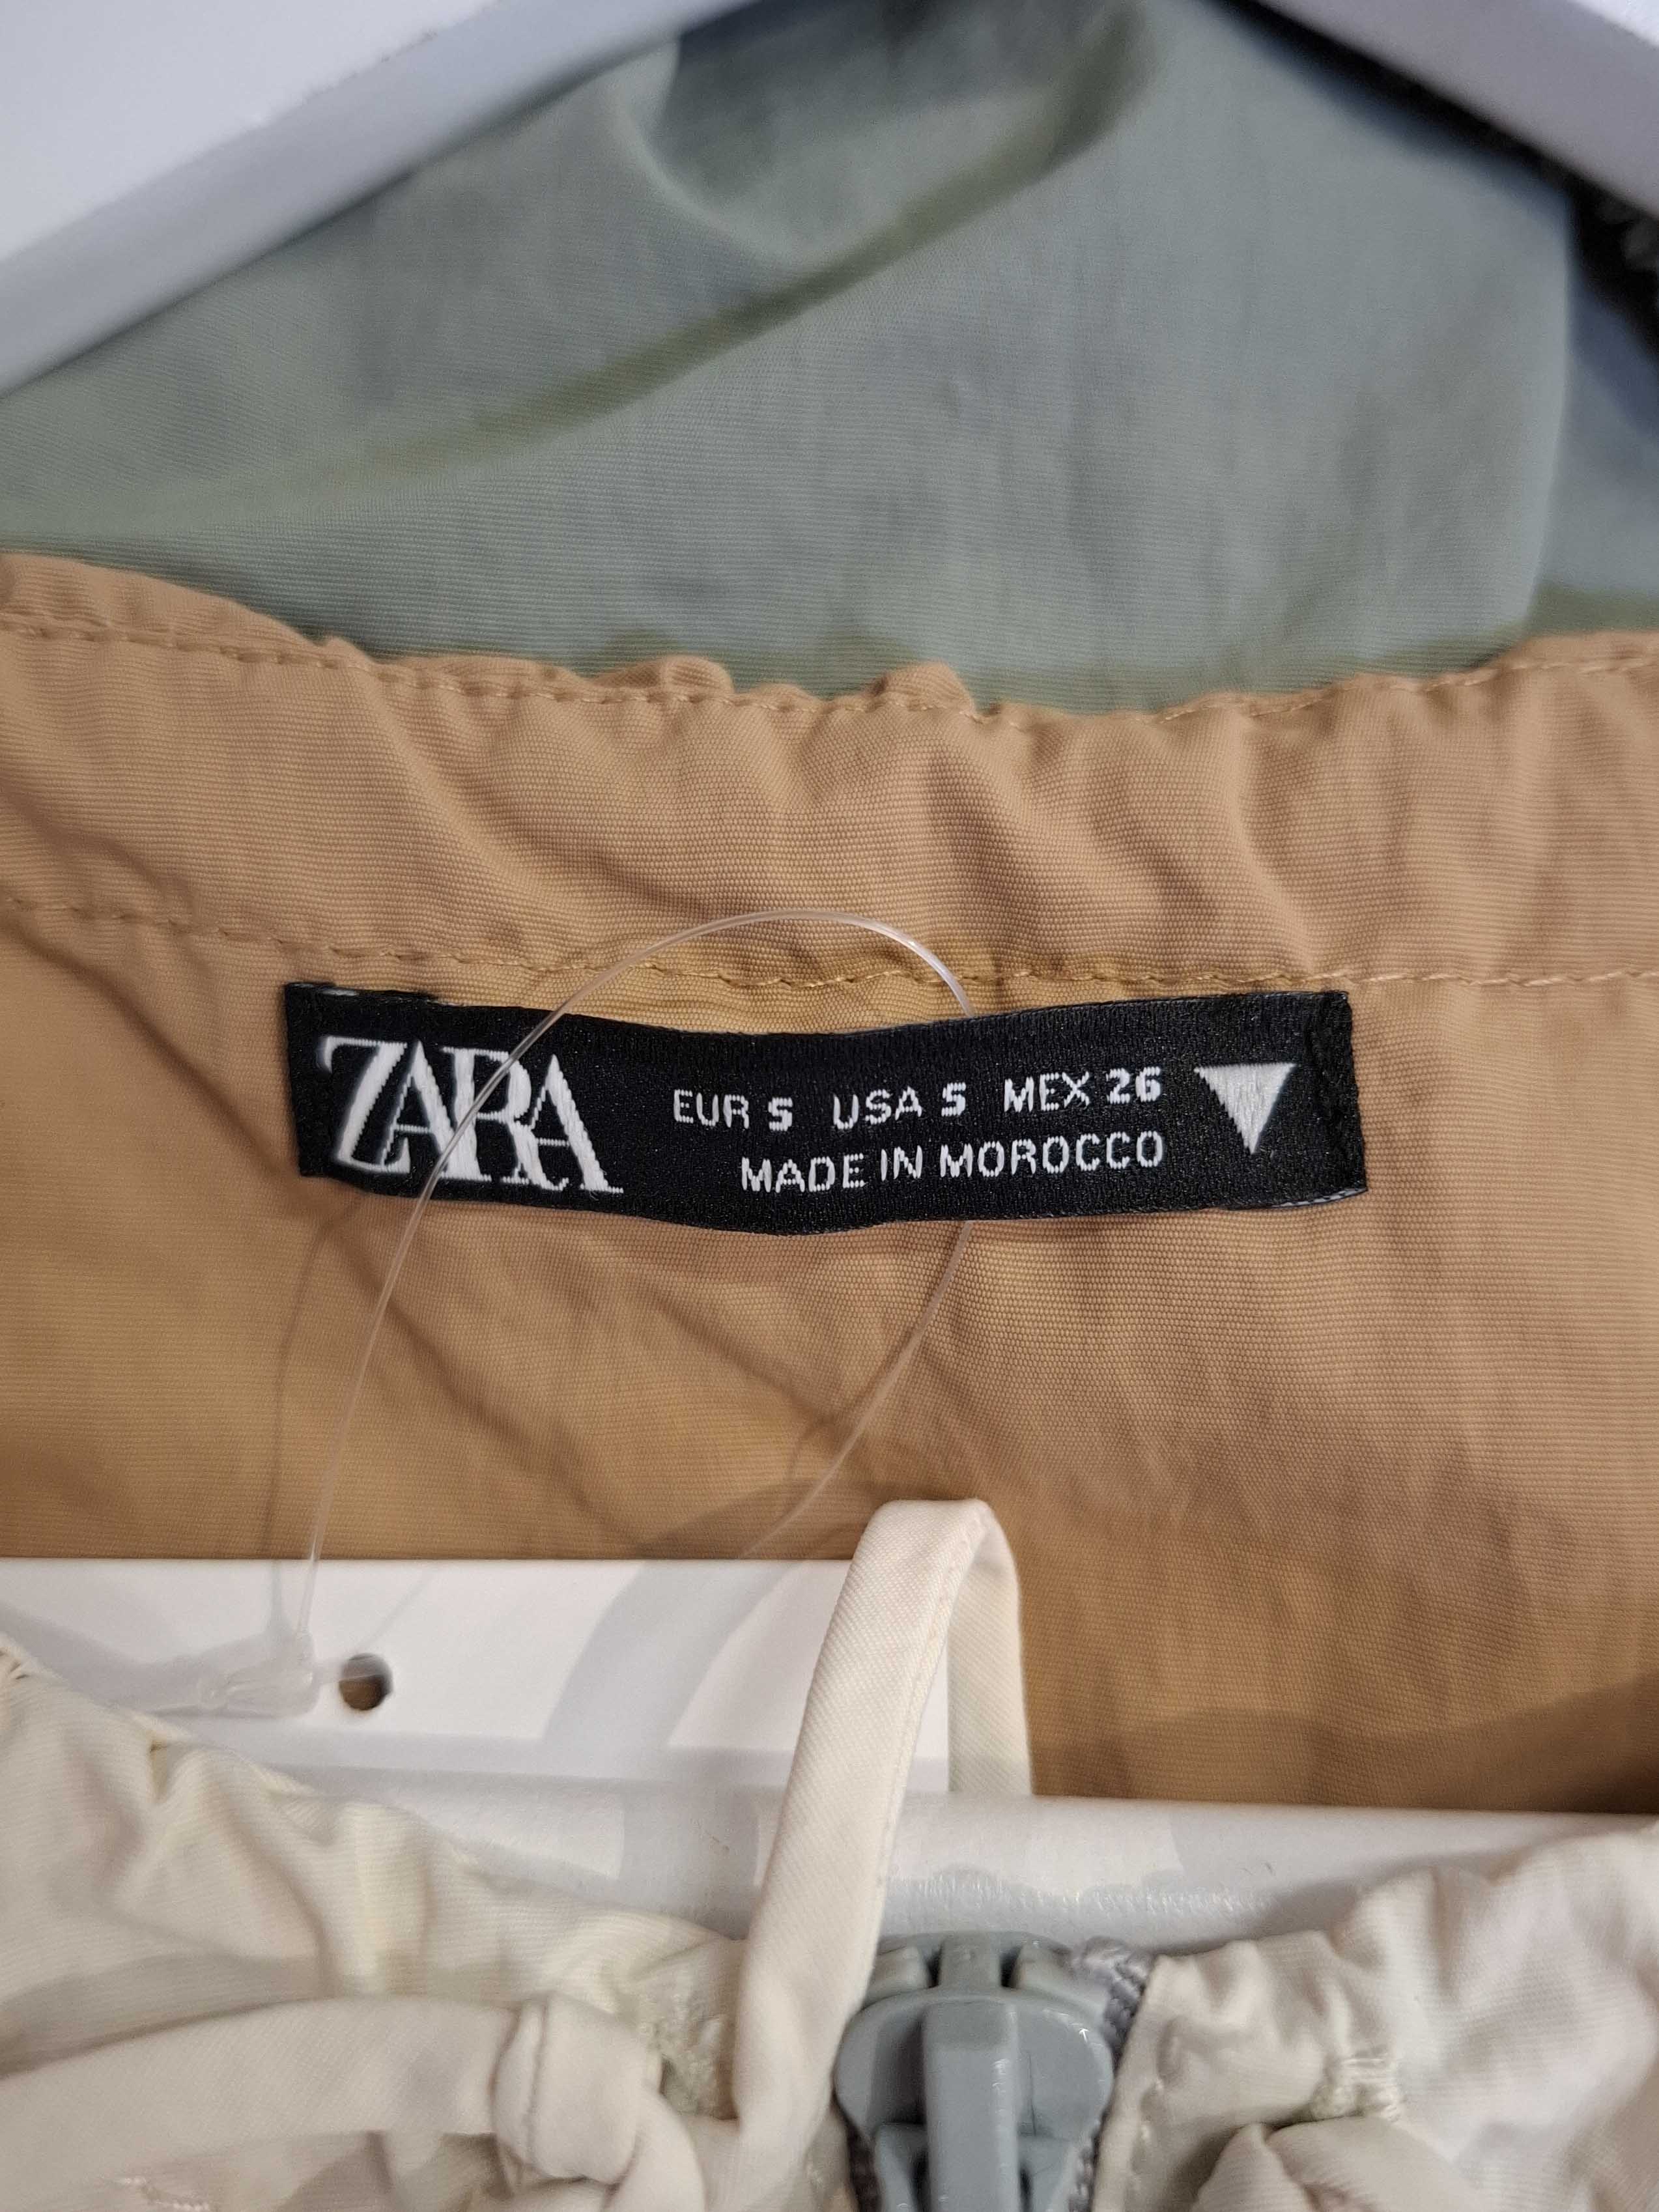 ZARA
EUR S USA S MEX 26
MADE IN MOROCCO